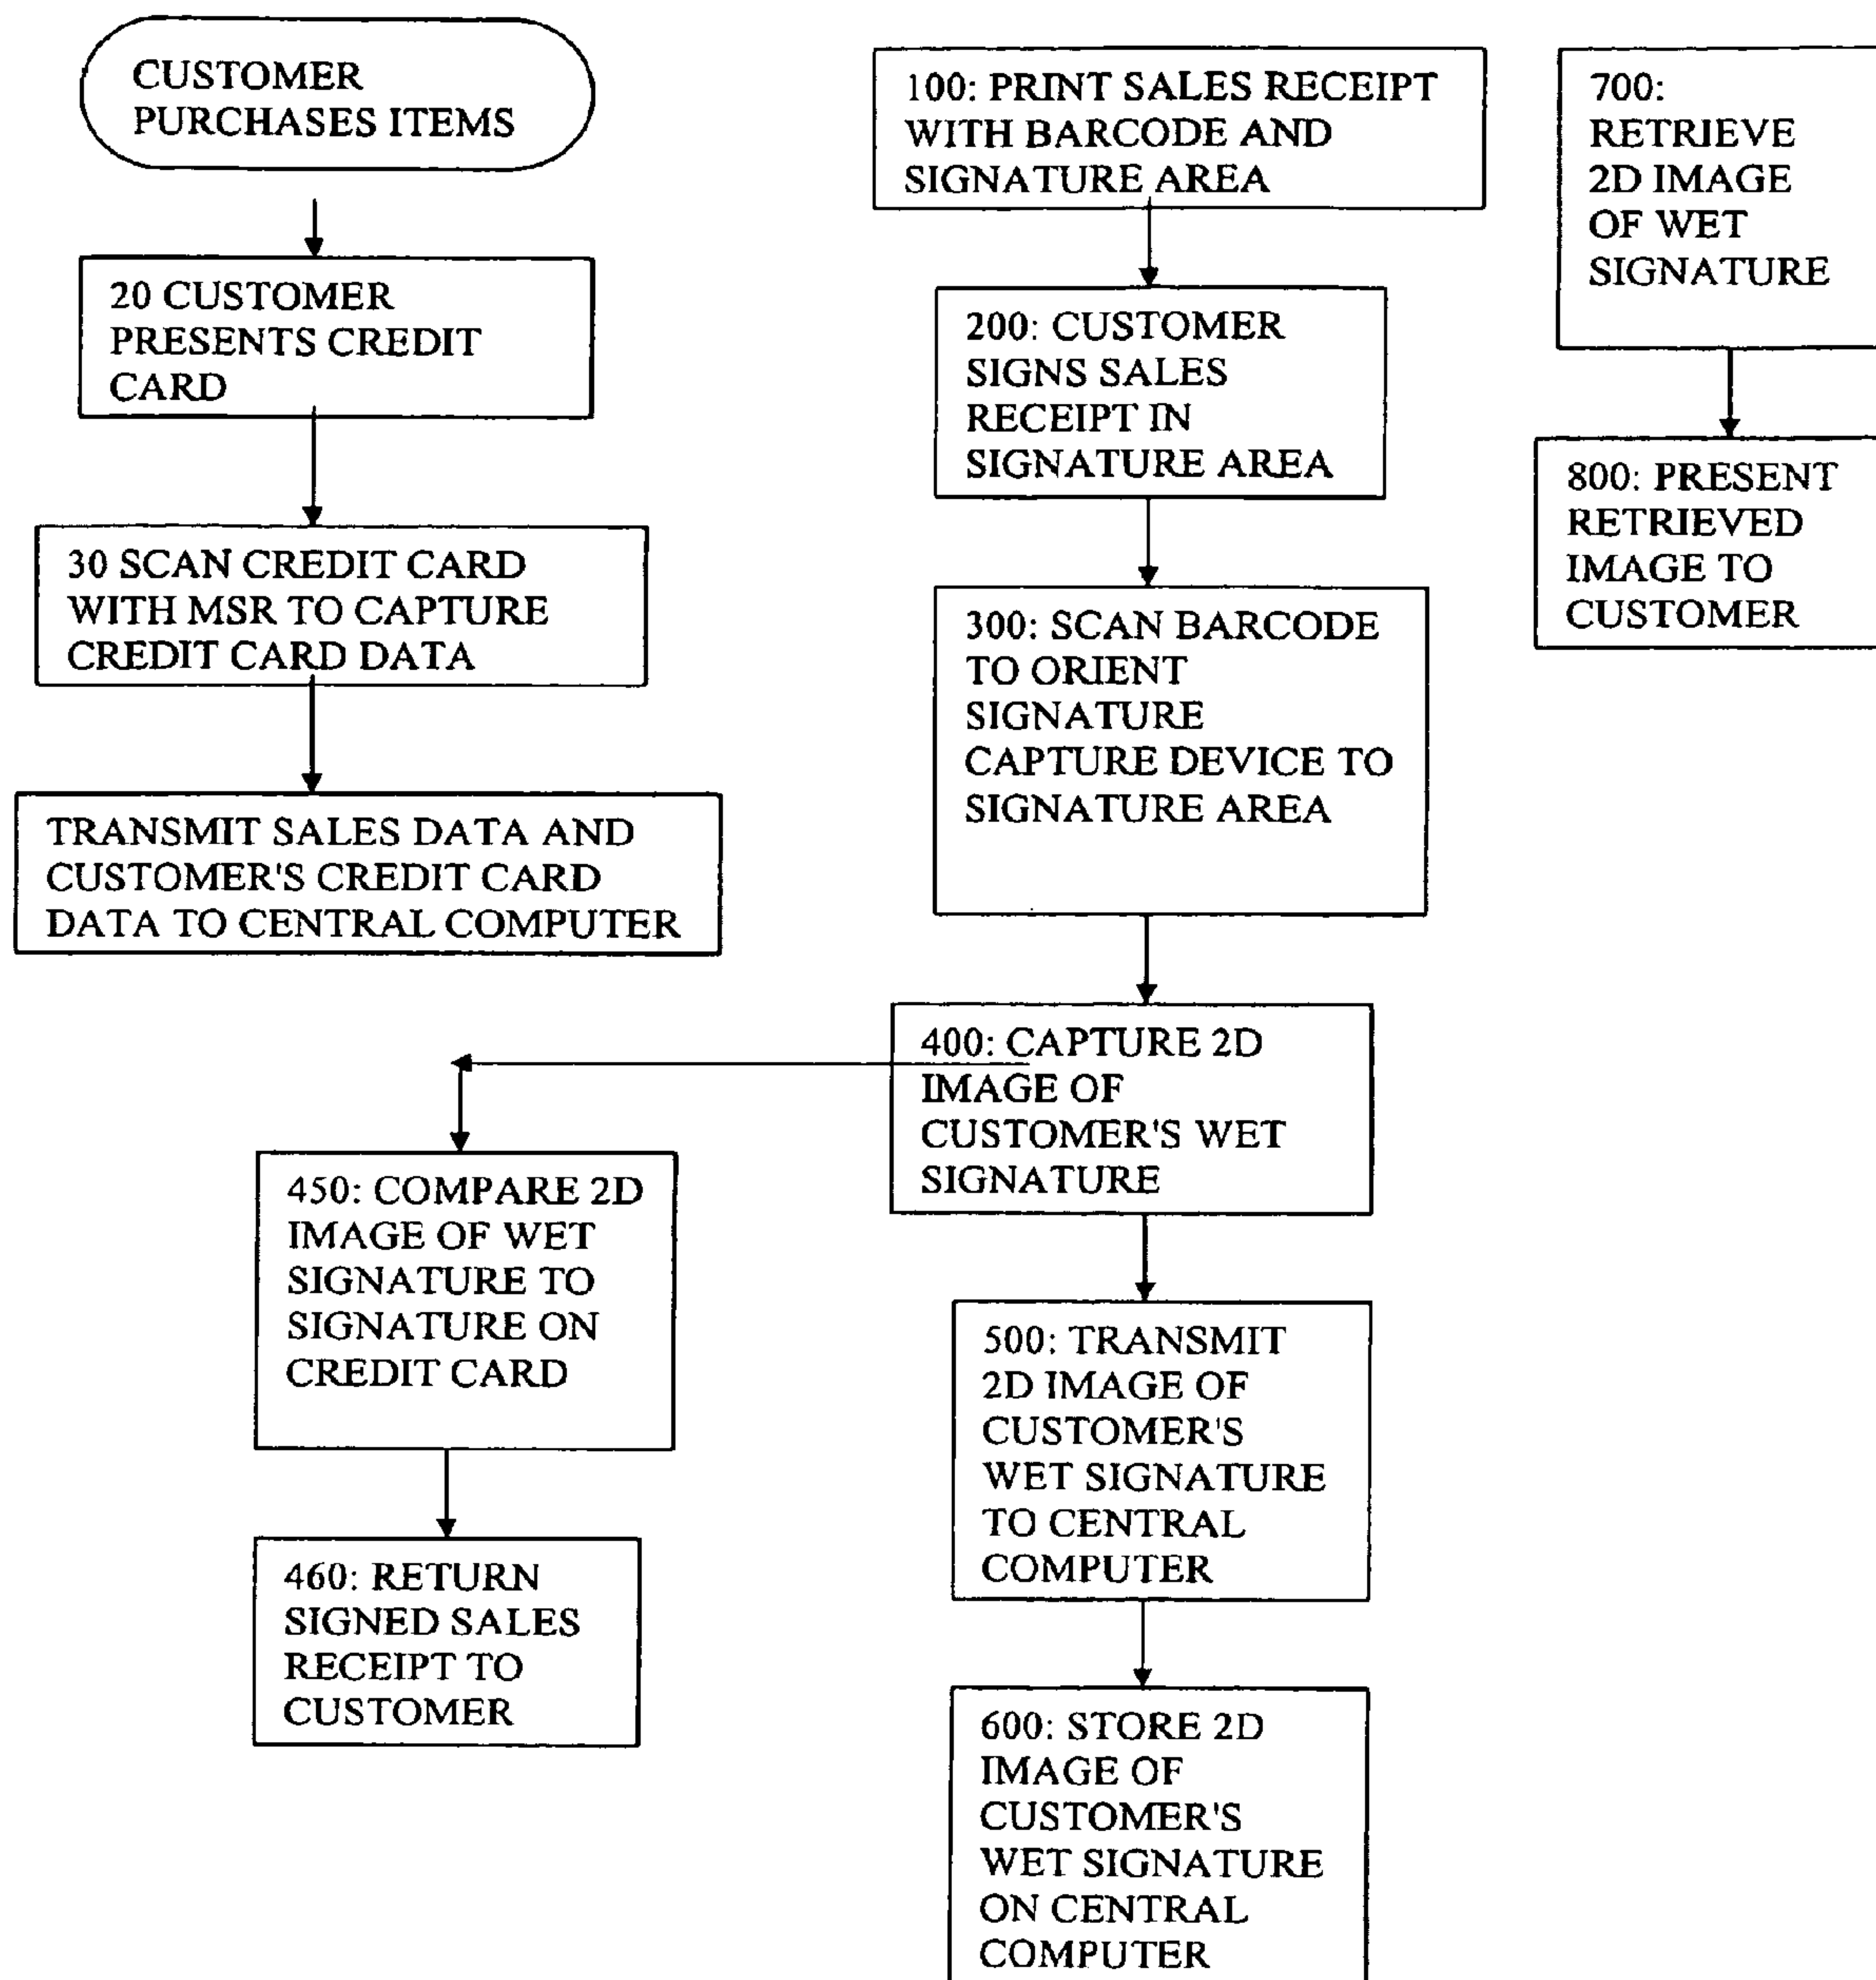 CUSTOMER
PURCHASES ITEMS
20 CUSTOMER
PRESENTS CREDIT
CARD
30 SCAN CREDIT CARD
WITH MSR TO CAPTURE
CREDIT CARD DATA
TRANSMIT SALES DATA AND
CUSTOMER'S CREDIT CARD
DATA TO CENTRAL COMPUTER
100: PRINT SALES RECEIPT
WITH BARCODE AND
SIGNATURE AREA
200: CUSTOMER
SIGNS SALES
RECEIPT IN
SIGNATURE AREA
300: SCAN BARCODE
TO ORIENT
SIGNATURE
CAPTURE DEVICE TO
SIGNATURE AREA
400: CAPTURE 2D
IMAGE OF
CUSTOMER'S WET
SIGNATURE
450: COMPARE 2D
IMAGE OF WET
SIGNATURE TO
SIGNATURE ON
CREDIT CARD
460: RETURN
SIGNED SALES
RECEIPT TO
CUSTOMER
500: TRANSMIT
2D IMAGE OF
CUSTOMER'S
WET SIGNATURE
TO CENTRAL
COMPUTER
600: STORE 2D
IMAGE OF
CUSTOMER'S
WET SIGNATURE
ON CENTRAL
COMPUTER
700:
RETRIEVE
2D IMAGE
OF WET
SIGNATURE
800: PRESENT
RETRIEVED
IMAGE TO
CUSTOMER